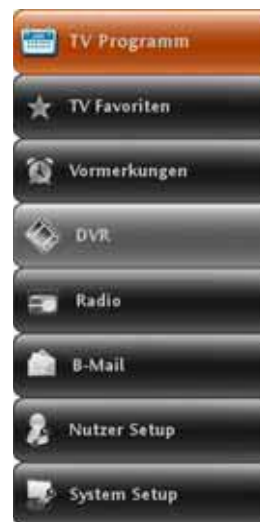 TV Programm
TV Favoriten
Vormerkungen
DVR
Radio
B-Mail
Nutzer Setup
System Setup